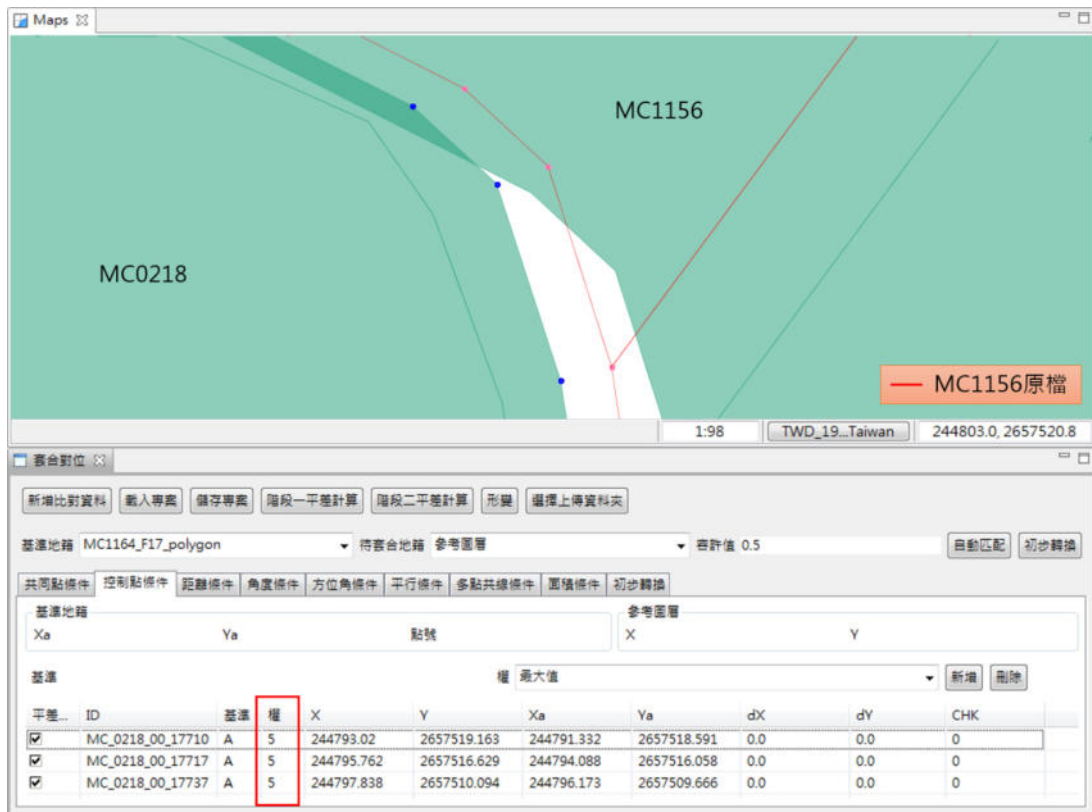 Maps
MC1156
MC0218
MC1156原檔
1:98 TWD_19...Taiwan 244803.0, 2657520.8
套合對位
新增比對資料 載入專案 儲存專案 階段一平差計算 階段二平差計算 形變 選擇上傳資料夾
基準地籍 MC1164_F17_polygon 待套合地籍 參考圖層 容許值 0.5 自動匹配 初步轉換
共同點條件 控制點條件 距離條件 角度條件 方位角條件 平行條件 多點共線條件 面積條件 初步轉換
基準地籍 參考圖層
Xa Ya 點號 X Y
基準 權 最大值 新增 刪除
平差... ID 基準 權 X Y Xa Ya dX dY CHK
MC_0218_00_17710 A 5 244793.02 2657519.163 244791.332 2657518.591 0.0 0.0 0
MC_0218_00_17717 A 5 244795.762 2657516.629 244794.088 2657516.058 0.0 0.0 0
MC_0218_00_17737 A 5 244797.838 2657510.094 244796.173 2657509.666 0.0 0.0 0